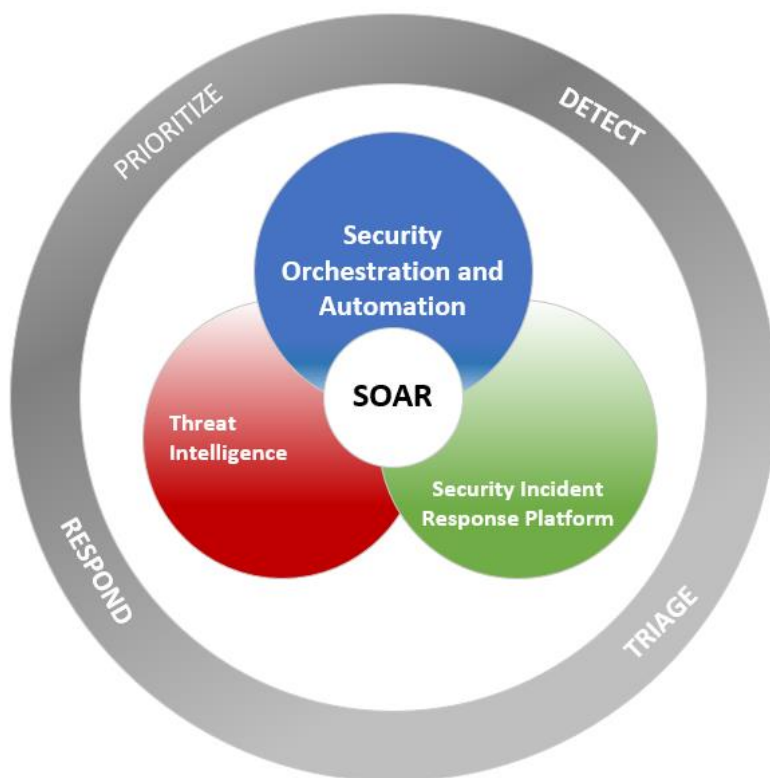 PRIORITIZE
DETECT
Security
Orchestration and
Automation
SOAR
Threat
Intelligence
Security Incident
Response Platform
RESPOND
TRIAGE